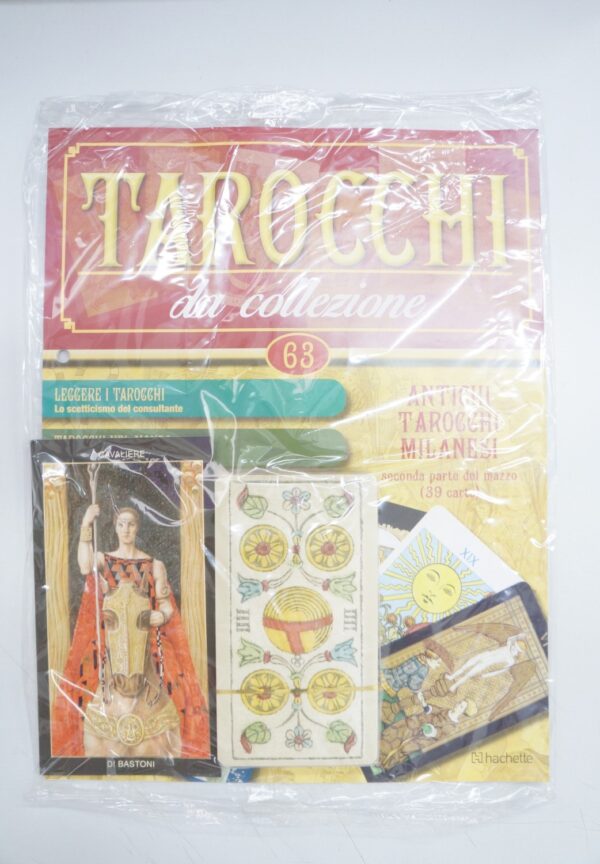 TAROCCHI
da collezione
63
LEGGERE I TAROCCHI
Lo scetticismo del consultante
ANTICHI
TAROCCHI
MILANESI
seconda parte del mazzo
(39 carte)
CAVALIERE
DI BASTONI
IIII
IIII
XIX
hachette